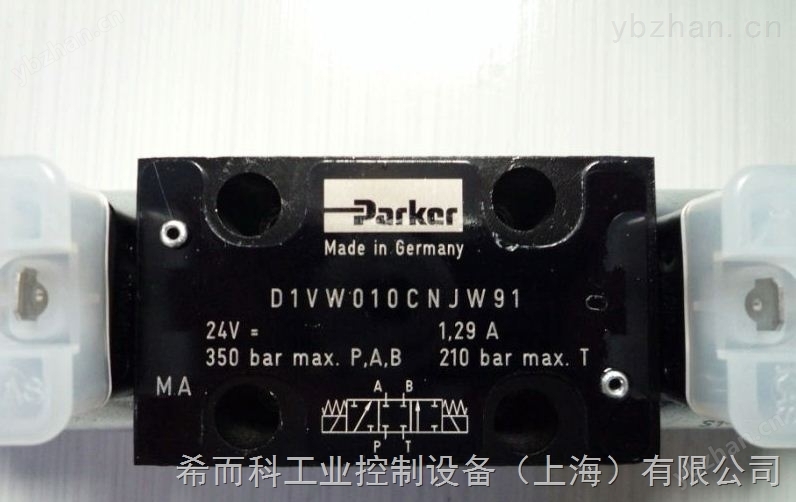 ybzhan.cn
Parker
Made in Germany
D1VW010CNJW91
24V = 1,29 A
350 bar max. P,A,B 210 bar max. T
MA
A B
P T
希而科工业控制设备（上海）有限公司